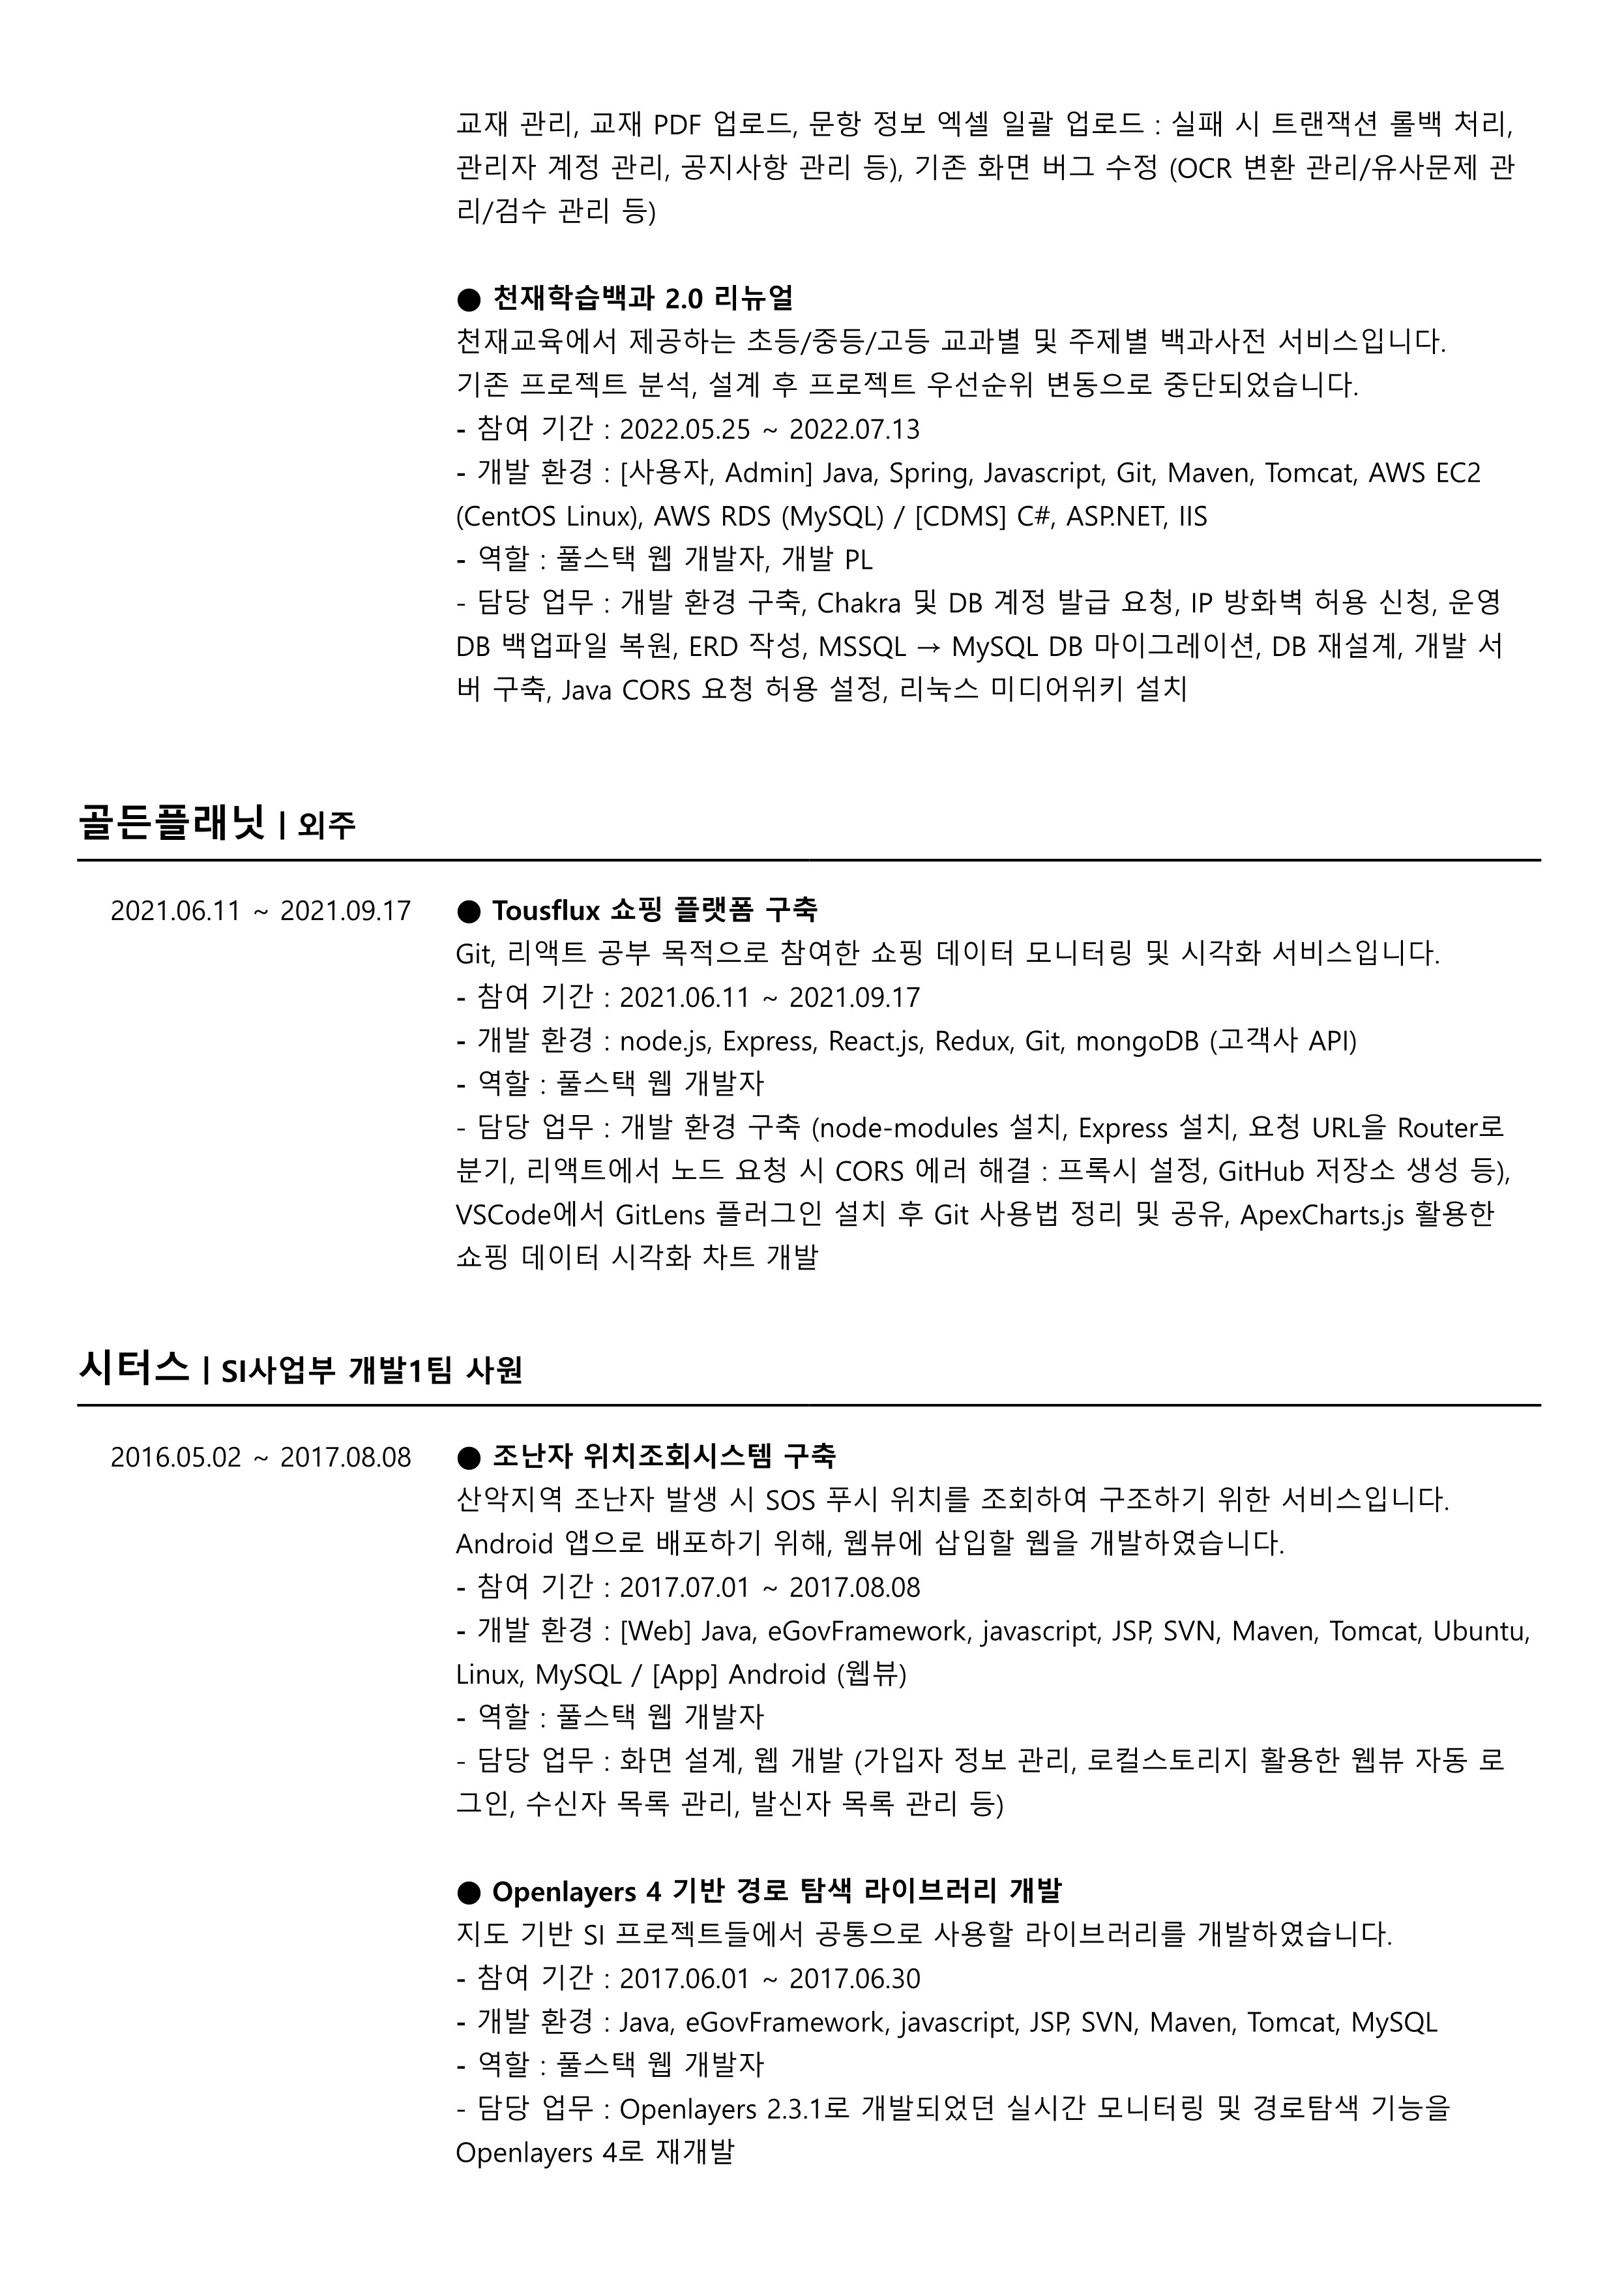 교재 관리, 교재 PDF 업로드, 문항 정보 엑셀 일괄 업로드 : 실패 시 트랜잭션 롤백 처리,
관리자 계정 관리, 공지사항 관리 등), 기존 화면 버그 수정 (OCR 변환 관리/유사문제 관
리/검수 관리 등)
● 천재학습백과 2.0 리뉴얼
천재교육에서 제공하는 초등/중등/고등 교과별 및 주제별 백과사전 서비스입니다.
기존 프로젝트 분석, 설계 후 프로젝트 우선순위 변동으로 중단되었습니다.
- 참여 기간 : 2022.05.25 ~ 2022.07.13
- 개발 환경 : [사용자, Admin] Java, Spring, Javascript, Git, Maven, Tomcat, AWS EC2
(CentOS Linux), AWS RDS (MySQL) / [CDMS] C#, ASP.NET, IIS
- 역할 : 풀스택 웹 개발자, 개발 PL
- 담당 업무 : 개발 환경 구축, Chakra 및 DB 계정 발급 요청, IP 방화벽 허용 신청, 운영
DB 백업파일 복원, ERD 작성, MSSQL → MySQL DB 마이그레이션, DB 재설계, 개발 서
버 구축, Java CORS 요청 허용 설정, 리눅스 미디어위키 설치
골든플래닛 | 외주
2021.06.11 ~ 2021.09.17
● Tousflux 쇼핑 플랫폼 구축
Git, 리액트 공부 목적으로 참여한 쇼핑 데이터 모니터링 및 시각화 서비스입니다.
- 참여 기간 : 2021.06.11 ~ 2021.09.17
- 개발 환경 : node.js, Express, React.js, Redux, Git, mongoDB (고객사 API)
- 역할 : 풀스택 웹 개발자
- 담당 업무 : 개발 환경 구축 (node-modules 설치, Express 설치, 요청 URL을 Router로
분기, 리액트에서 노드 요청 시 CORS 에러 해결 : 프록시 설정, GitHub 저장소 생성 등),
VSCode에서 GitLens 플러그인 설치 후 Git 사용법 정리 및 공유, ApexCharts.js 활용한
쇼핑 데이터 시각화 차트 개발
시터스 | SI사업부 개발1팀 사원
2016.05.02 ~ 2017.08.08
● 조난자 위치조회시스템 구축
산악지역 조난자 발생 시 SOS 푸시 위치를 조회하여 구조하기 위한 서비스입니다.
Android 앱으로 배포하기 위해, 웹뷰에 삽입할 웹을 개발하였습니다.
- 참여 기간 : 2017.07.01 ~ 2017.08.08
- 개발 환경 : [Web] Java, eGovFramework, javascript, JSP, SVN, Maven, Tomcat, Ubuntu,
Linux, MySQL / [App] Android (웹뷰)
- 역할 : 풀스택 웹 개발자
- 담당 업무 : 화면 설계, 웹 개발 (가입자 정보 관리, 로컬스토리지 활용한 웹뷰 자동 로
그인, 수신자 목록 관리, 발신자 목록 관리 등)
● Openlayers 4 기반 경로 탐색 라이브러리 개발
지도 기반 SI 프로젝트들에서 공통으로 사용할 라이브러리를 개발하였습니다.
- 참여 기간 : 2017.06.01 ~ 2017.06.30
- 개발 환경 : Java, eGovFramework, javascript, JSP, SVN, Maven, Tomcat, MySQL
- 역할 : 풀스택 웹 개발자
- 담당 업무 : Openlayers 2.3.1로 개발되었던 실시간 모니터링 및 경로탐색 기능을
Openlayers 4로 재개발